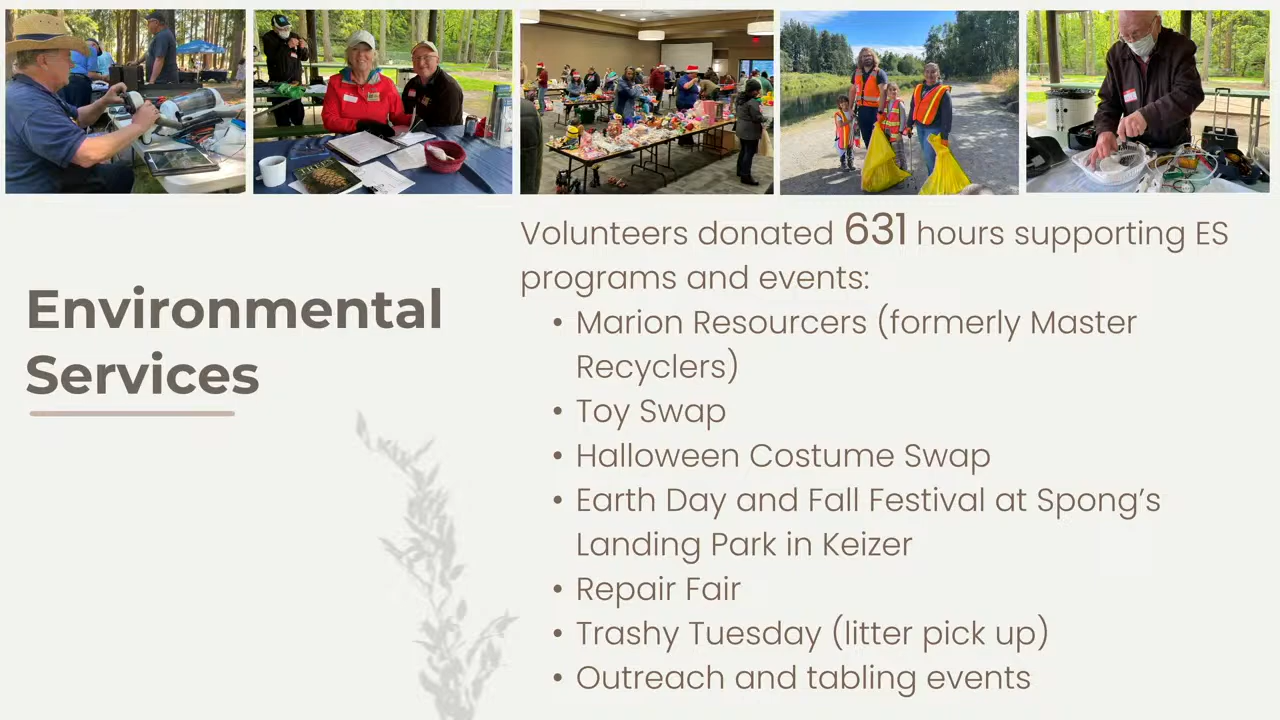 Environmental
Services
Volunteers donated 631 hours supporting ES
programs and events:
• Marion Resourcers (formerly Master
Recyclers)
• Toy Swap
• Halloween Costume Swap
• Earth Day and Fall Festival at Spong’s
Landing Park in Keizer
• Repair Fair
• Trashy Tuesday (litter pick up)
• Outreach and tabling events